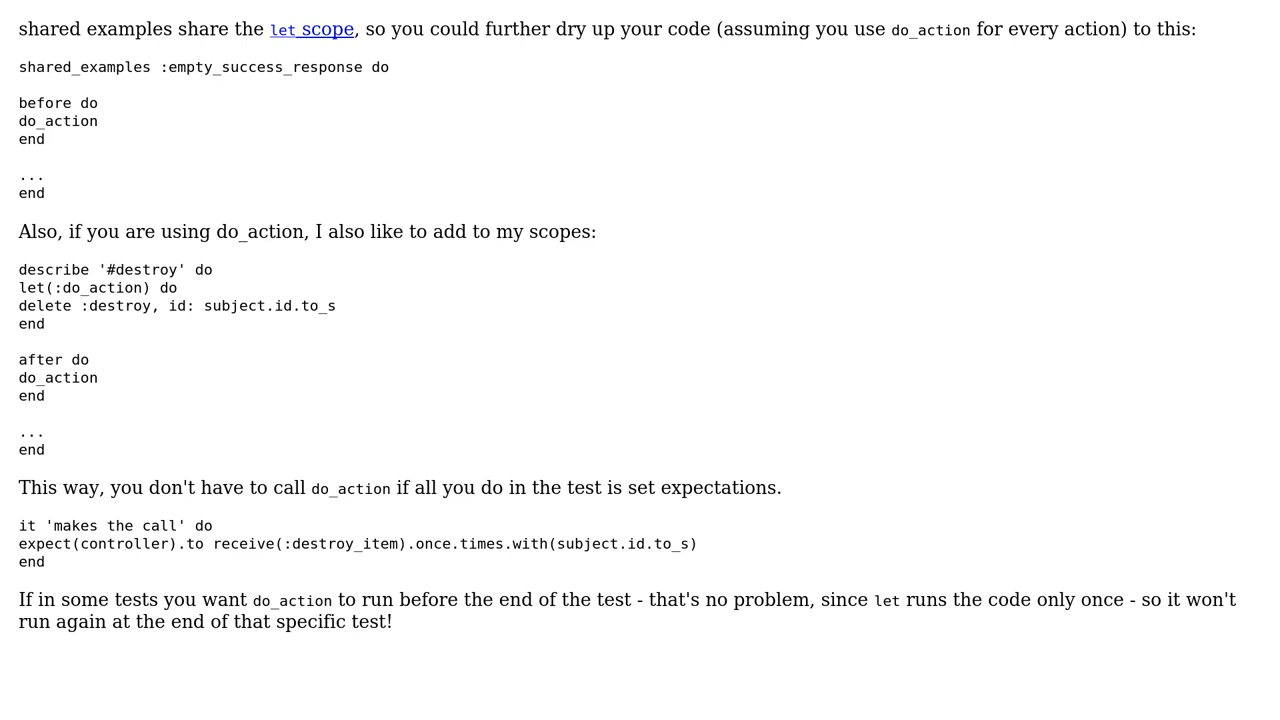 shared examples share the let scope, so you could further dry up your code (assuming you use do_action for every action) to this:
shared_examples :empty_success_response do
before do
do_action
end
...
end
Also, if you are using do_action, I also like to add to my scopes:
describe '#destroy' do
let(:do_action) do
delete :destroy, id: subject.id.to_s
end
after do
do_action
end
...
end
This way, you don't have to call do_action if all you do in the test is set expectations.
it 'makes the call' do
expect(controller).to receive(:destroy_item).once.times.with(subject.id.to_s)
end
If in some tests you want do_action to run before the end of the test - that's no problem, since let runs the code only once - so it won't
run again at the end of that specific test!